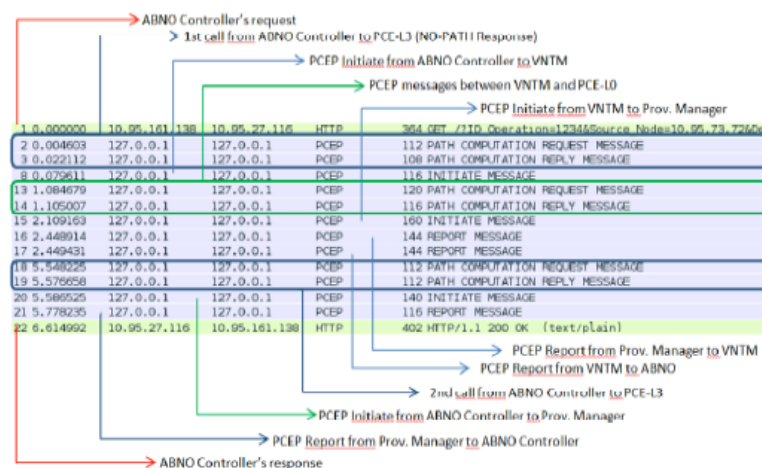 ABNO Controller's request
1st call from ABNO Controller to PCE-L3 (NO-PATH Response)
PCEP Initiate from ABNO Controller to VNTM
PCEP messages between VNTM and PCE-L0
PCEP Initiate from VNTM to Prov. Manager
1 0.000000 10.95.161.138 10.95.27.116 HTTP 364 GET /?ID_Operation=1234&Source_Node=10.95.73.72&De
2 0.004603 127.0.0.1 127.0.0.1 PCEP 112 PATH COMPUTATION REQUEST MESSAGE
3 0.022112 127.0.0.1 127.0.0.1 PCEP 108 PATH COMPUTATION REPLY MESSAGE
8 0.079611 127.0.0.1 127.0.0.1 PCEP 116 INITIATE MESSAGE
13 1.084679 127.0.0.1 127.0.0.1 PCEP 120 PATH COMPUTATION REQUEST MESSAGE
14 1.105007 127.0.0.1 127.0.0.1 PCEP 116 PATH COMPUTATION REPLY MESSAGE
15 2.109163 127.0.0.1 127.0.0.1 PCEP 160 INITIATE MESSAGE
16 2.448914 127.0.0.1 127.0.0.1 PCEP 144 REPORT MESSAGE
17 2.449431 127.0.0.1 127.0.0.1 PCEP 144 REPORT MESSAGE
18 5.548225 127.0.0.1 127.0.0.1 PCEP 112 PATH COMPUTATION REQUEST MESSAGE
19 5.576658 127.0.0.1 127.0.0.1 PCEP 112 PATH COMPUTATION REPLY MESSAGE
20 5.586525 127.0.0.1 127.0.0.1 PCEP 140 INITIATE MESSAGE
21 5.778235 127.0.0.1 127.0.0.1 PCEP 116 REPORT MESSAGE
22 6.614992 10.95.27.116 10.95.161.138 HTTP 402 HTTP/1.1 200 OK (text/plain)
PCEP Report from Prov. Manager to VNTM
PCEP Report from VNTM to ABNO
2nd call from ABNO Controller to PCE-L3
PCEP Initiate from ABNO Controller to Prov. Manager
PCEP Report from Prov. Manager to ABNO Controller
ABNO Controller's response